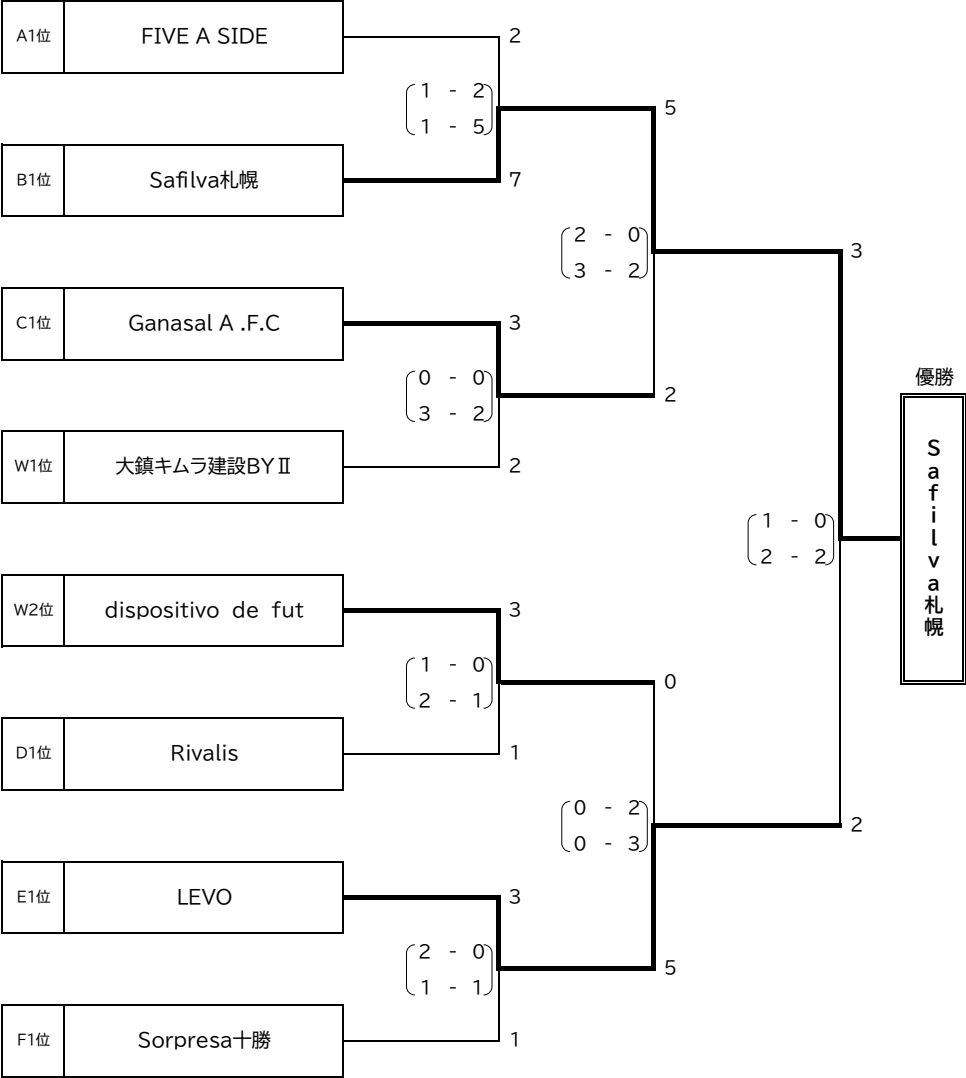 A1位 FIVE A SIDE 2
1 - 2 5
1 - 5
B1位 Safilva札幌 7
2 - 0 3
3 - 2
C1位 Ganasal A .F.C 3
優勝
0 - 0 2
3 - 2
W1位 大鎮キムラ建設BYⅡ 2
Safilva札幌
1 - 0
2 - 2
W2位 dispositivo de fut 3
1 - 0 0
2 - 1
D1位 Rivalis 1
0 - 2 2
0 - 3
E1位 LEVO 3
2 - 0 5
1 - 1
F1位 Sorpresa十勝 1